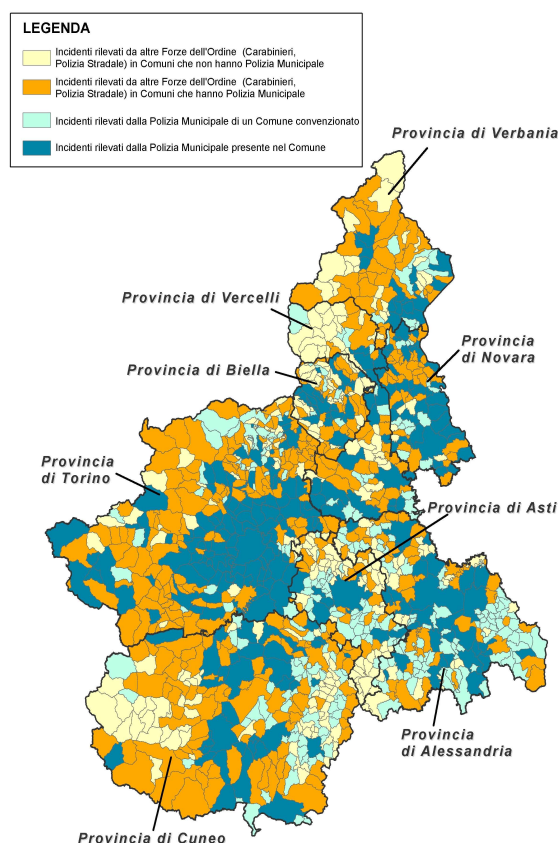 LEGENDA
Incidenti rilevati da altre Forze dell'Ordine (Carabinieri,
Polizia Stradale) in Comuni che non hanno Polizia Municipale
Incidenti rilevati da altre Forze dell'Ordine (Carabinieri,
Polizia Stradale) in Comuni che hanno Polizia Municipale
Incidenti rilevati dalla Polizia Municipale di un Comune convenzionato
Incidenti rilevati dalla Polizia Municipale presente nel Comune
Provincia di Verbania
Provincia di Vercelli
Provincia
di Novara
Provincia di Biella
Provincia
di Torino
Provincia di Asti
Provincia
di Alessandria
Provincia di Cuneo